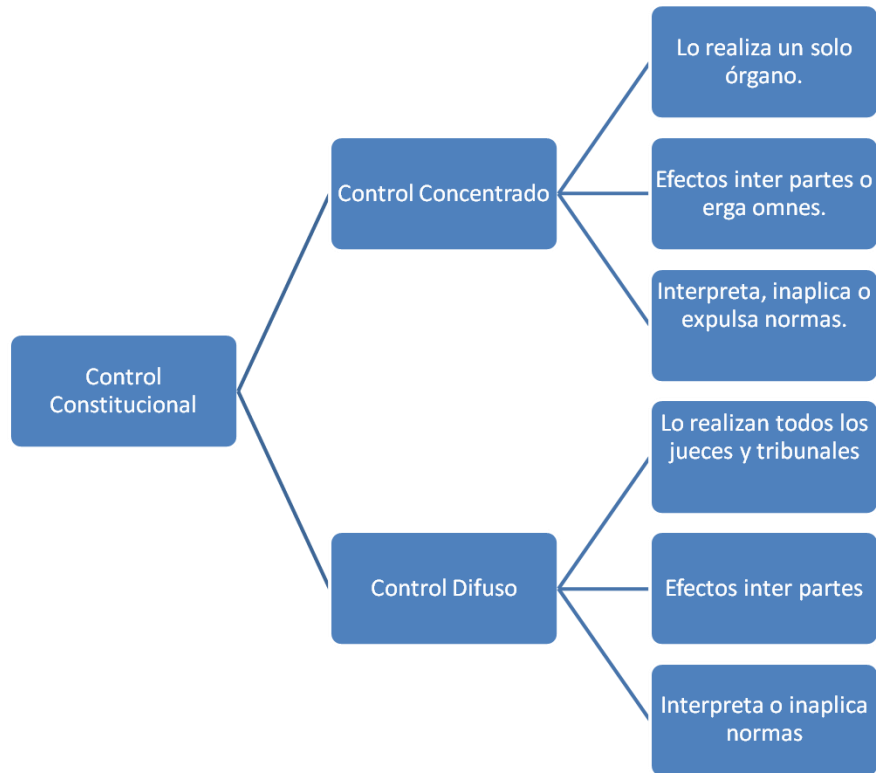 Control
Constitucional
Control Concentrado
Lo realiza un solo
órgano.
Efectos inter partes o
erga omnes.
Interpreta, inaplica o
expulsa normas.
Control Difuso
Lo realizan todos los
jueces y tribunales
Efectos inter partes
Interpreta o inaplica
normas